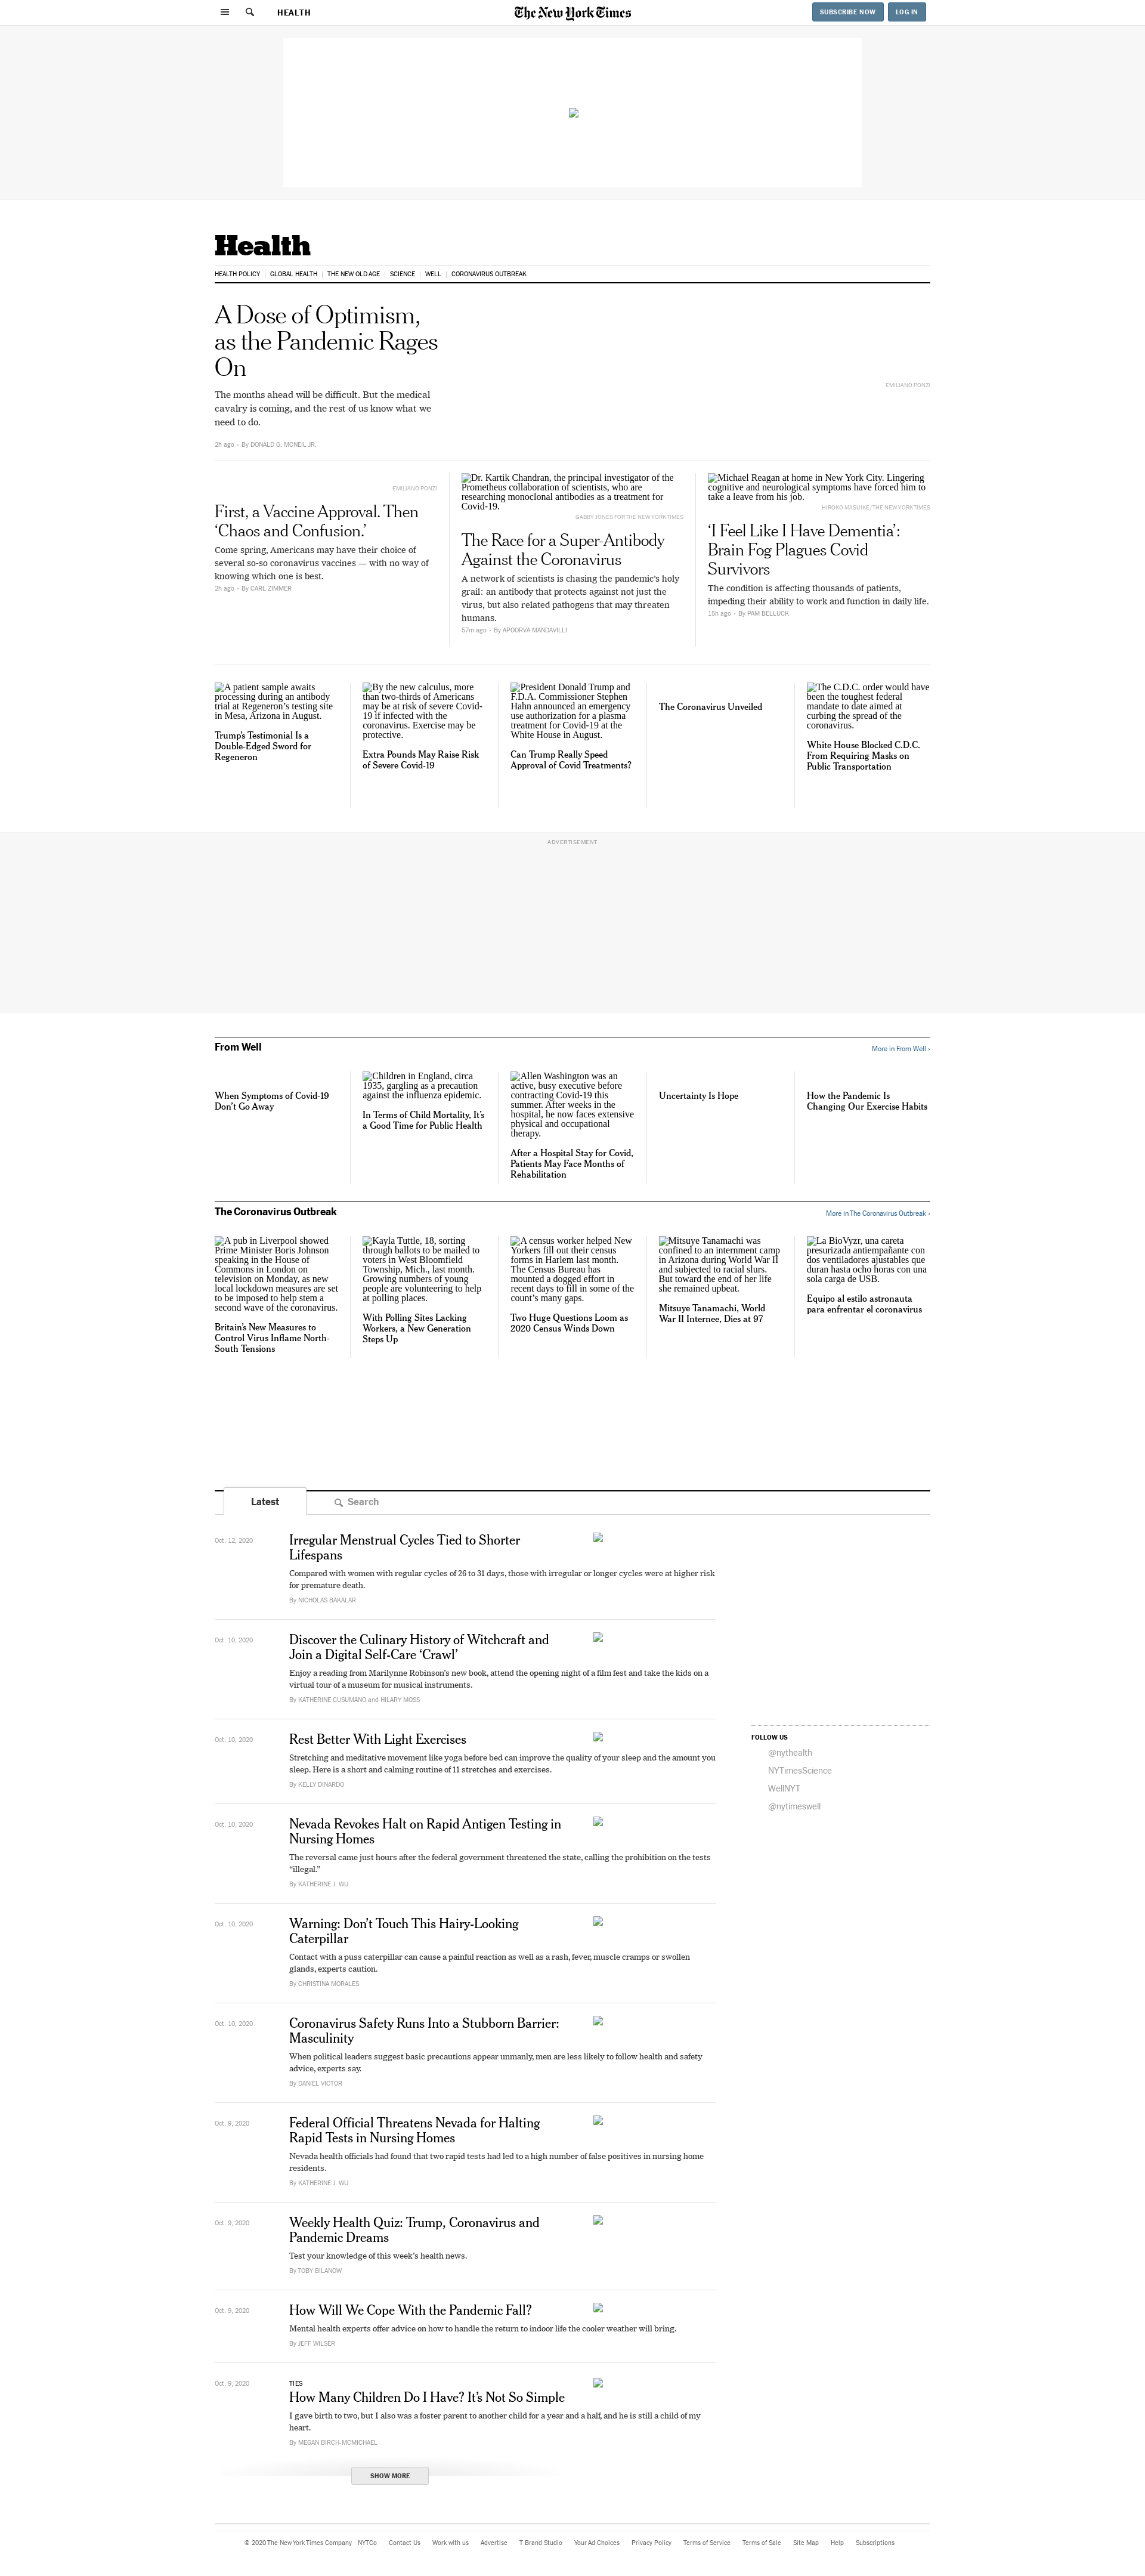 HEALTH
The New York Times
SUBSCRIBE NOW
LOG IN
Health
HEALTH POLICY
GLOBAL HEALTH
THE NEW OLD AGE
SCIENCE
WELL
CORONAVIRUS OUTBREAK
A Dose of Optimism,
as the Pandemic Rages
On
The months ahead will be difficult. But the medical
cavalry is coming, and the rest of us know what we
need to do.
2h ago • By DONALD G. MCNEIL JR.
EMILIANO PONZI
EMILIANO PONZI
First, a Vaccine Approval. Then
‘Chaos and Confusion.’
Come spring, Americans may have their choice of
several so-so coronavirus vaccines — with no way of
knowing which one is best.
2h ago • By CARL ZIMMER
Dr. Kartik Chandran, the principal investigator of the
Prometheus collaboration of scientists, who are
researching monoclonal antibodies as a treatment for
Covid-19.
GABBY JONES FOR THE NEW YORK TIMES
The Race for a Super-Antibody
Against the Coronavirus
A network of scientists is chasing the pandemic’s holy
grail: an antibody that protects against not just the
virus, but also related pathogens that may threaten
humans.
57m ago • By APOORVA MANDAVILLI
Michael Reagan at home in New York City. Lingering
cognitive and neurological symptoms have forced him to
take a leave from his job.
HIROKO MASUIKE/THE NEW YORK TIMES
‘I Feel Like I Have Dementia’:
Brain Fog Plagues Covid
Survivors
The condition is affecting thousands of patients,
impeding their ability to work and function in daily life.
15h ago • By PAM BELLUCK
A patient sample awaits
processing during an antibody
trial at Regeneron’s testing site
in Mesa, Arizona in August.
Trump’s Testimonial Is a
Double-Edged Sword for
Regeneron
By the new calculus, more
than two-thirds of Americans
may be at risk of severe Covid-
19 if infected with the
coronavirus. Exercise may be
protective.
Extra Pounds May Raise Risk
of Severe Covid-19
President Donald Trump and
F.D.A. Commissioner Stephen
Hahn announced an emergency
use authorization for a plasma
treatment for Covid-19 at the
White House in August.
Can Trump Really Speed
Approval of Covid Treatments?
The Coronavirus Unveiled
The C.D.C. order would have
been the toughest federal
mandate to date aimed at
curbing the spread of the
coronavirus.
White House Blocked C.D.C.
From Requiring Masks on
Public Transportation
ADVERTISEMENT
From Well
More in From Well ›
When Symptoms of Covid-19
Don’t Go Away
Children in England, circa
1935, gargling as a precaution
against the influenza epidemic.
In Terms of Child Mortality, It’s
a Good Time for Public Health
Allen Washington was an
active, busy executive before
contracting Covid-19 this
summer. After weeks in the
hospital, he now faces extensive
physical and occupational
therapy.
After a Hospital Stay for Covid,
Patients May Face Months of
Rehabilitation
Uncertainty Is Hope
How the Pandemic Is
Changing Our Exercise Habits
The Coronavirus Outbreak
More in The Coronavirus Outbreak ›
A pub in Liverpool showed
Prime Minister Boris Johnson
speaking in the House of
Commons in London on
television on Monday, as new
local lockdown measures are set
to be imposed to help stem a
second wave of the coronavirus.
Britain’s New Measures to
Control Virus Inflame North-
South Tensions
Kayla Tuttle, 18, sorting
through ballots to be mailed to
voters in West Bloomfield
Township, Mich., last month.
Growing numbers of young
people are volunteering to help
at polling places.
With Polling Sites Lacking
Workers, a New Generation
Steps Up
A census worker helped New
Yorkers fill out their census
forms in Harlem last month.
The Census Bureau has
mounted a dogged effort in
recent days to fill in some of the
count’s many gaps.
Two Huge Questions Loom as
2020 Census Winds Down
Mitsuye Tanamachi was
confined to an internment camp
in Arizona during World War II
and subjected to racial slurs.
But toward the end of her life
she remained upbeat.
Mitsuye Tanamachi, World
War II Internee, Dies at 97
La BioVyzr, una careta
presurizada antiempañante con
dos ventiladores ajustables que
duran hasta ocho horas con una
sola carga de USB.
Equipo al estilo astronauta
para enfrentar el coronavirus
Latest
Search
Oct. 12, 2020
Irregular Menstrual Cycles Tied to Shorter
Lifespans
Compared with women with regular cycles of 26 to 31 days, those with irregular or longer cycles were at higher risk
for premature death.
By NICHOLAS BAKALAR
Oct. 10, 2020
Discover the Culinary History of Witchcraft and
Join a Digital Self-Care ‘Crawl’
Enjoy a reading from Marilynne Robinson’s new book, attend the opening night of a film fest and take the kids on a
virtual tour of a museum for musical instruments.
By KATHERINE CUSUMANO and HILARY MOSS
Oct. 10, 2020
Rest Better With Light Exercises
Stretching and meditative movement like yoga before bed can improve the quality of your sleep and the amount you
sleep. Here is a short and calming routine of 11 stretches and exercises.
By KELLY DINARDO
Oct. 10, 2020
Nevada Revokes Halt on Rapid Antigen Testing in
Nursing Homes
The reversal came just hours after the federal government threatened the state, calling the prohibition on the tests
“illegal.”
By KATHERINE J. WU
Oct. 10, 2020
Warning: Don’t Touch This Hairy-Looking
Caterpillar
Contact with a puss caterpillar can cause a painful reaction as well as a rash, fever, muscle cramps or swollen
glands, experts caution.
By CHRISTINA MORALES
Oct. 10, 2020
Coronavirus Safety Runs Into a Stubborn Barrier:
Masculinity
When political leaders suggest basic precautions appear unmanly, men are less likely to follow health and safety
advice, experts say.
By DANIEL VICTOR
Oct. 9, 2020
Federal Official Threatens Nevada for Halting
Rapid Tests in Nursing Homes
Nevada health officials had found that two rapid tests had led to a high number of false positives in nursing home
residents.
By KATHERINE J. WU
Oct. 9, 2020
Weekly Health Quiz: Trump, Coronavirus and
Pandemic Dreams
Test your knowledge of this week’s health news.
By TOBY BILANOW
Oct. 9, 2020
How Will We Cope With the Pandemic Fall?
Mental health experts offer advice on how to handle the return to indoor life the cooler weather will bring.
By JEFF WILSER
Oct. 9, 2020
TIES
How Many Children Do I Have? It’s Not So Simple
I gave birth to two, but I also was a foster parent to another child for a year and a half, and he is still a child of my
heart.
By MEGAN BIRCH-MCMICHAEL
SHOW MORE
FOLLOW US
@nythealth
NYTimesScience
WellNYT
@nytimeswell
© 2020 The New York Times Company NYTCo Contact Us Work with us Advertise T Brand Studio Your Ad Choices Privacy Policy Terms of Service Terms of Sale Site Map Help Subscriptions